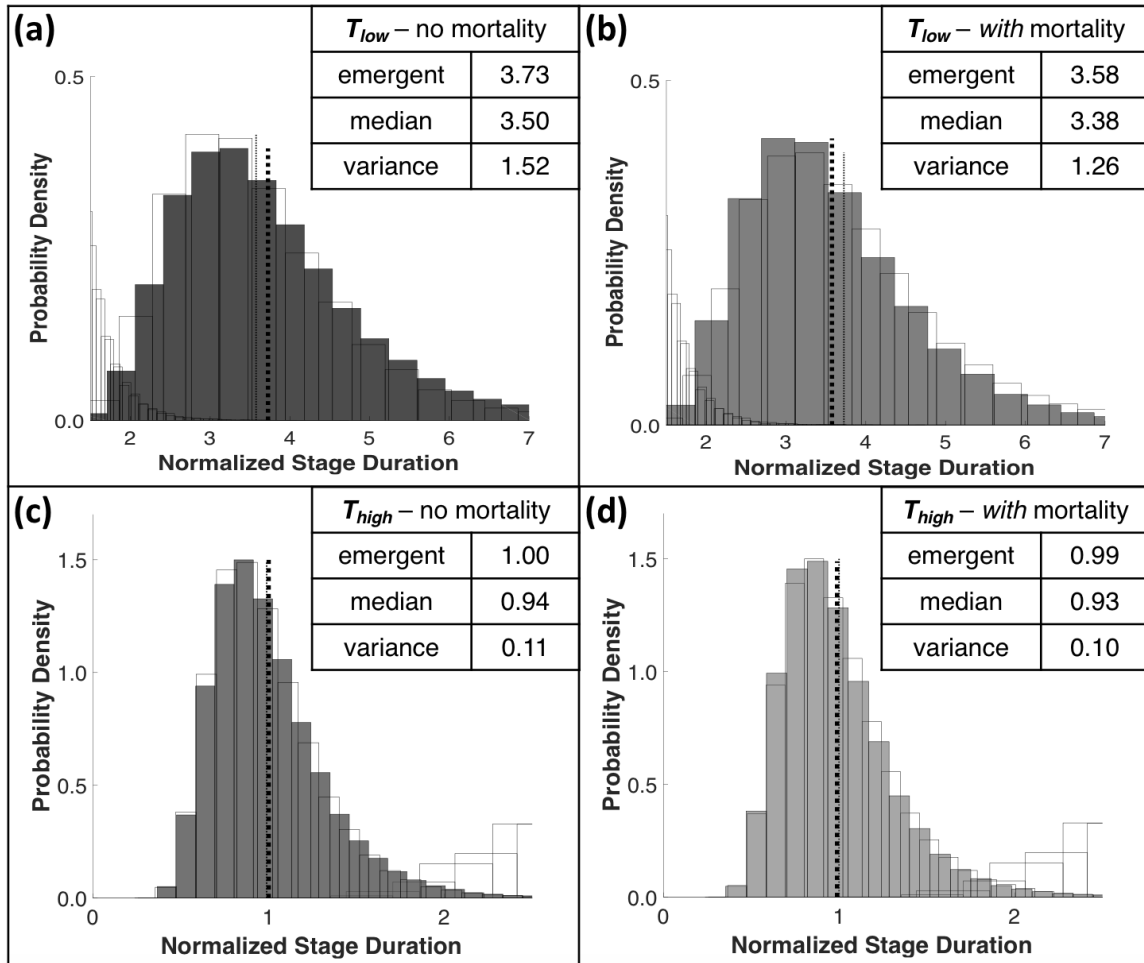 (a)
T_low – no mortality
emergent 3.73
median 3.50
variance 1.52
0.5
0.0
Probability Density
2 3 4 5 6 7
Normalized Stage Duration
(b)
T_low – with mortality
emergent 3.58
median 3.38
variance 1.26
0.5
0.0
Probability Density
2 3 4 5 6 7
Normalized Stage Duration
(c)
T_high – no mortality
emergent 1.00
median 0.94
variance 0.11
1.5
1.0
0.5
0.0
Probability Density
0 1 2
Normalized Stage Duration
(d)
T_high – with mortality
emergent 0.99
median 0.93
variance 0.10
1.5
1.0
0.5
0.0
Probability Density
0 1 2
Normalized Stage Duration